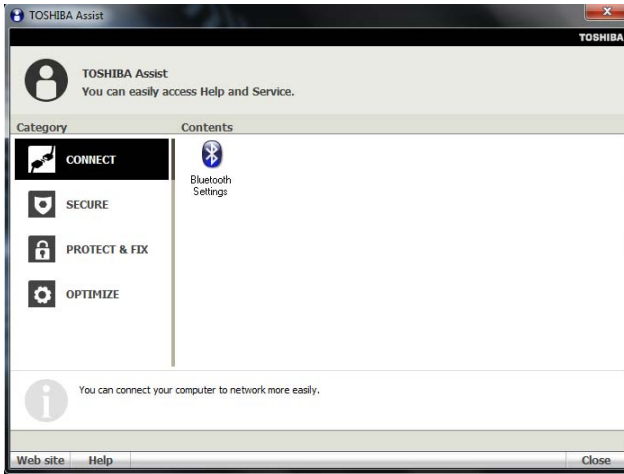 TOSHIBA Assist
TOSHIBA
TOSHIBA Assist
You can easily access Help and Service.
Category
Contents
CONNECT
SECURE
PROTECT & FIX
OPTIMIZE
Bluetooth
Settings
You can connect your computer to network more easily.
Web site
Help
Close